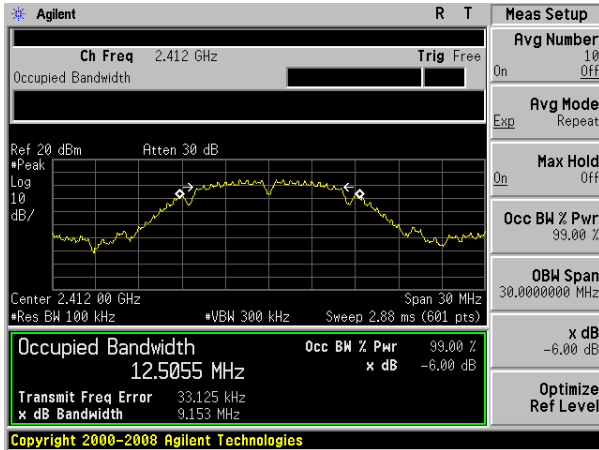 Agilent R T Meas Setup
Ch Freq 2.412 GHz Trig Free
Occupied Bandwidth
Avg Number
10
On Off
Avg Mode
Exp Repeat
Max Hold
On Off
Occ BW % Pwr
99.00 %
OBW Span
30.0000000 MHz
x dB
-6.00 dB
Optimize
Ref Level
Ref 20 dBm Atten 30 dB
#Peak
Log
10
dB/
Center 2.412 00 GHz Span 30 MHz
#Res BW 100 kHz #VBW 300 kHz Sweep 2.88 ms (601 pts)
Occupied Bandwidth Occ BW % Pwr 99.00 %
12.5055 MHz x dB -6.00 dB
Transmit Freq Error 33.125 kHz
x dB Bandwidth 9.153 MHz
Copyright 2000-2008 Agilent Technologies